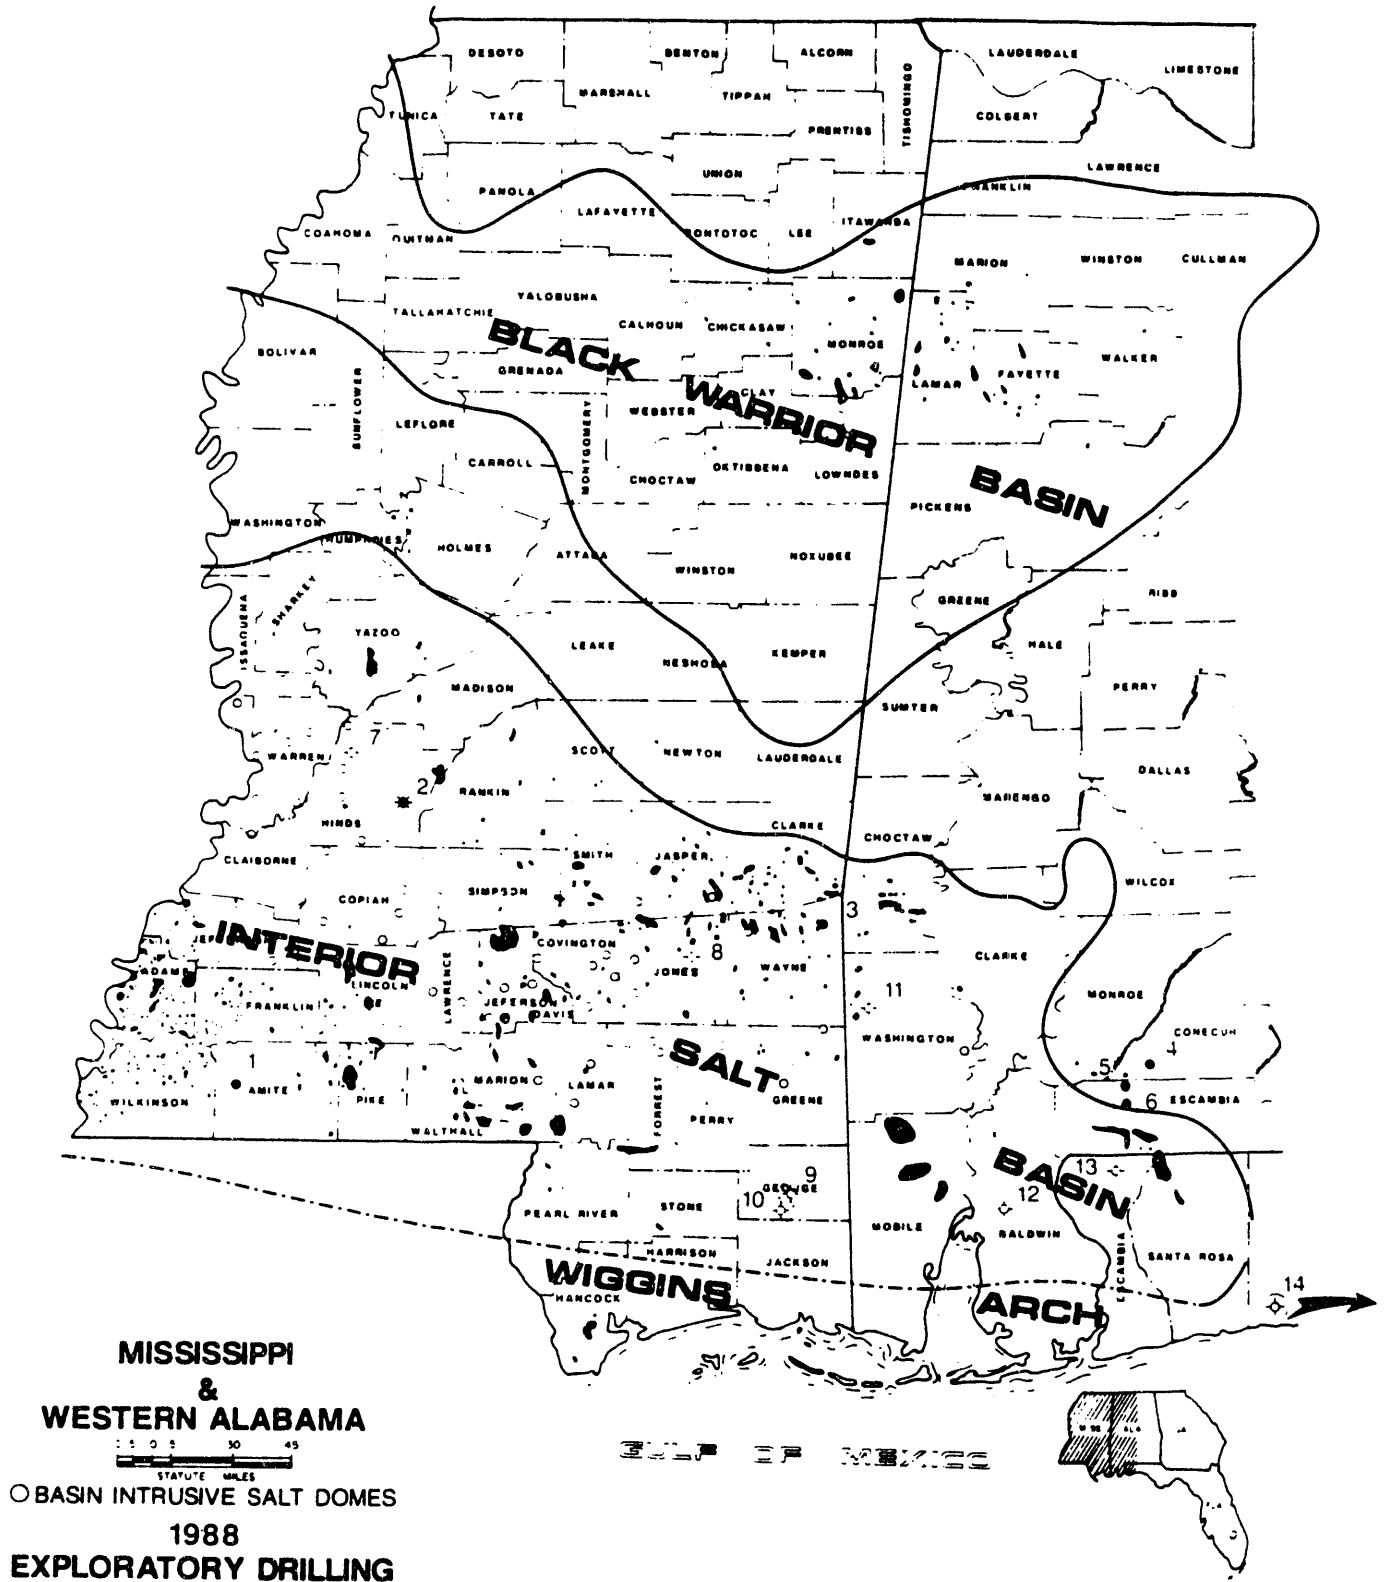 DESOTO
BENTON
ALCORN
LAUDERDALE
LIMESTONE
MARSHALL
TIPPAH
TISHOMINGO
TUNICA
TATE
PRENTISS
COLBERT
UNION
LAWRENCE
PANOLA
FRANKLIN
LAFAYETTE
PONTOTOC
LEE
ITAWAMBA
COAHOMA
QUITMAN
MARION
WINSTON
CULLMAN
YALOBUSHA
TALLAHATCHIE
CALHOUN
CHICKASAW
MONROE
BOLIVAR
WALKER
BLACK WARRIOR BASIN
GRENADA
LAMAR
FAYETTE
SUNFLOWER
CLAY
WEBSTER
LEFLORE
MONTGOMERY
CARROLL
CHOCTAW
OKTIBBENA
LOWNDES
PICKENS
WASHINGTON
HUMPHRIES
HOLMES
ATTALA
WINSTON
NOXUBEE
GREENE
BIBB
ISSAQUENA
SHARKEY
YAZOO
LEAKE
NESHOBA
KEMPER
HALE
MADISON
PERRY
SUMTER
7
WARREN
SCOTT
NEWTON
LAUDERDALE
DALLAS
2
RANKIN
MARENGO
HINDS
CLARKE
CHOCTAW
CLAIBORNE
SMITH
JASPER
COPIAH
SIMPSON
WILCOX
3
INTERIOR
COVINGTON
8
ADAMS
LINCOLN
LAWRENCE
JONES
WAYNE
CLARKE
FRANKLIN
JEFERSON
DAVIS
11
MONROE
WASHINGTON
CONECUH
1
SALT
4
5
WILKINSON
AMITE
PIKE
MARION
LAMAR
FORREST
GREENE
6
ESCAMBIA
WALTHALL
PERRY
BASIN
13
9
GEORGE
10
12
PEARL RIVER
STONE
MOBILE
BALDWIN
ESCAMBIA
SANTA ROSA
HARRISON
JACKSON
WIGGINS ARCH
HANCOCK
14
MISSISSIPPI
&
WESTERN ALABAMA
30 45
STATUTE MILES
GULF OF MEXICO
BASIN INTRUSIVE SALT DOMES
1988
EXPLORATORY DRILLING